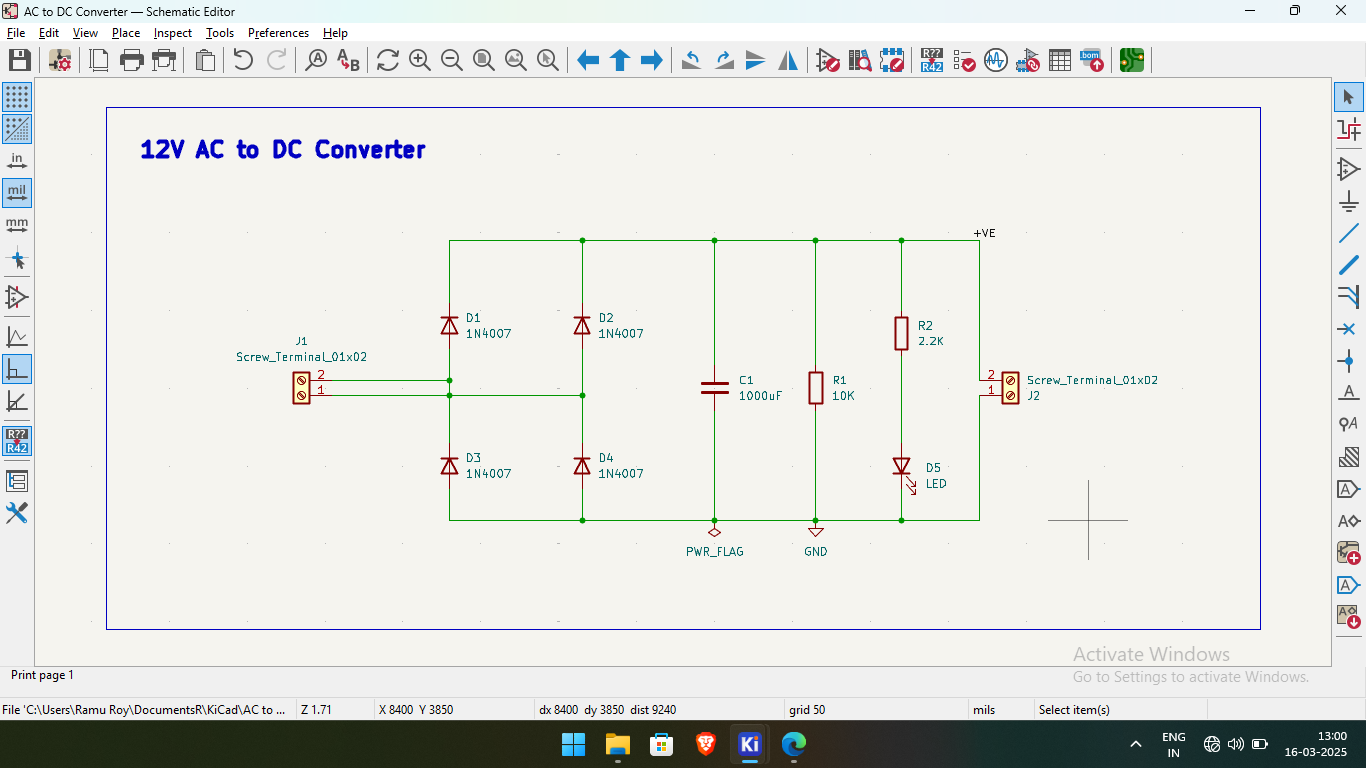 AC to DC Converter — Schematic Editor
File Edit View Place Inspect Tools Preferences Help
A
A B
R??
R42
bom
in
mil
mm
R??
R42
12V AC to DC Converter
+VE
D1
1N4007
D2
1N4007
R2
2.2K
J1
Screw_Terminal_01x02
2
1
C1
1000uF
R1
10K
2
1
Screw_Terminal_01x02
J2
D3
1N4007
D4
1N4007
D5
LED
PWR_FLAG
GND
A
A
A
A
A
A
Activate Windows
Go to Settings to activate Windows.
Print page 1
File 'C:\Users\Ramu Roy\DocumentsR\KiCad\AC to ... Z 1.71 X 8400 Y 3850 dx 8400 dy 3850 dist 9240 grid 50 mils Select item(s)
Ki
ENG
IN
13:00
16-03-2025